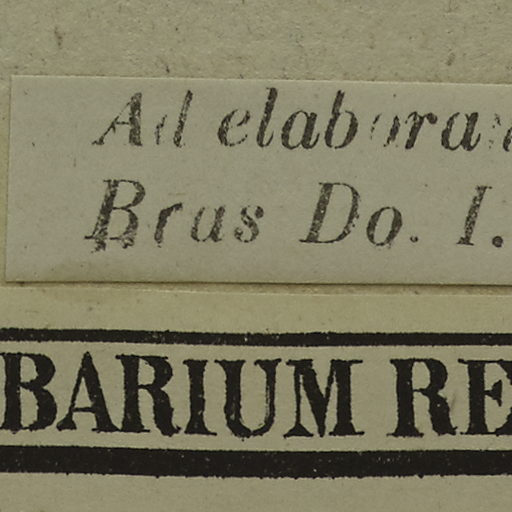 Ad elabora
Bras Do. I.
BARIUM RE